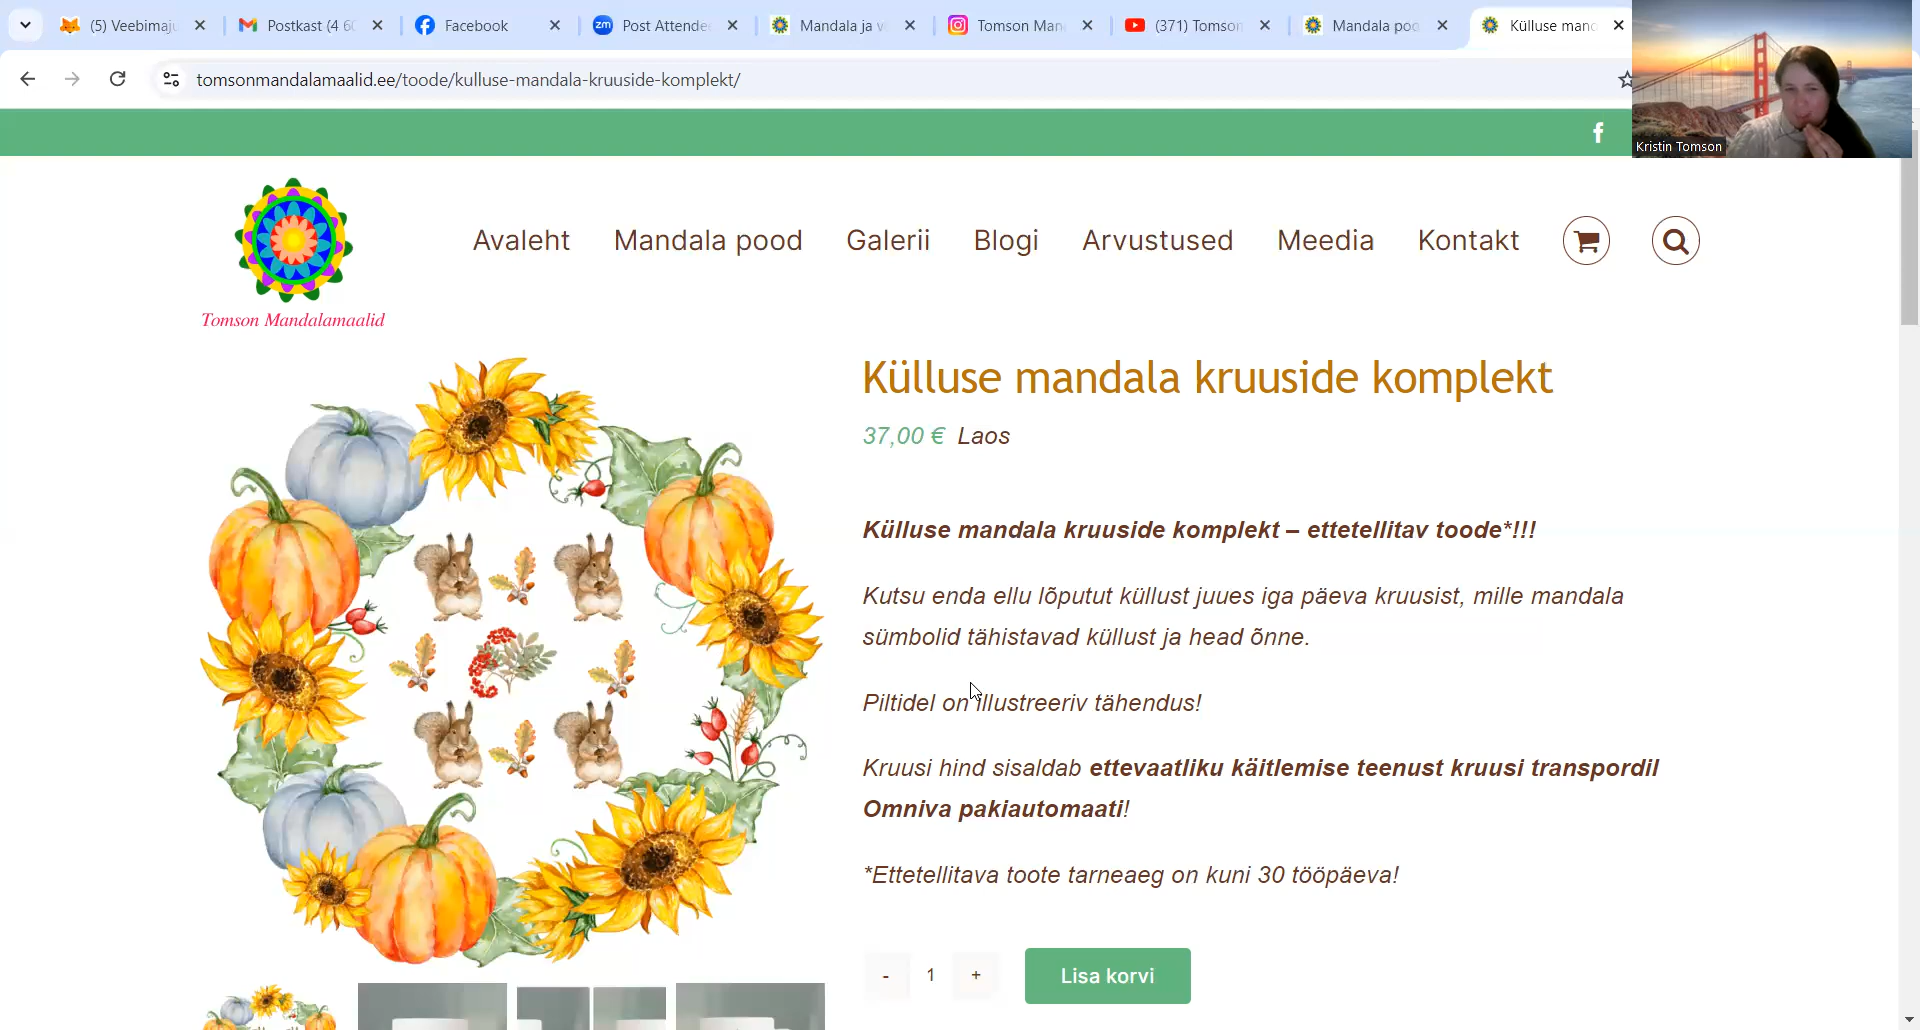 (5) Veebimaju
Postkast (4 6
Facebook
zm
Post Attende
Mandala ja v
Tomson Man
(371) Tomson
Mandala poo
Külluse mand
tomsonmandalamaalid.ee/toode/kulluse-mandala-kruuside-komplekt/
Kristin Tomson
Tomson Mandalamaalid
Avaleht
Mandala pood
Galerii
Blogi
Arvustused
Meedia
Kontakt
Külluse mandala kruuside komplekt
37,00 € Laos
Külluse mandala kruuside komplekt – ettetellitav toode*!!!
Kutsu enda ellu lõputut küllust juues iga päeva kruusist, mille mandala
sümbolid tähistavad küllust ja head õnne.
Piltidel on illustreeriv tähendus!
Kruusi hind sisaldab ettevaatliku käitlemise teenust kruusi transpordil
Omniva pakiautomaati!
*Ettetellitava toote tarneaeg on kuni 30 tööpäeva!
- 1 +
Lisa korvi